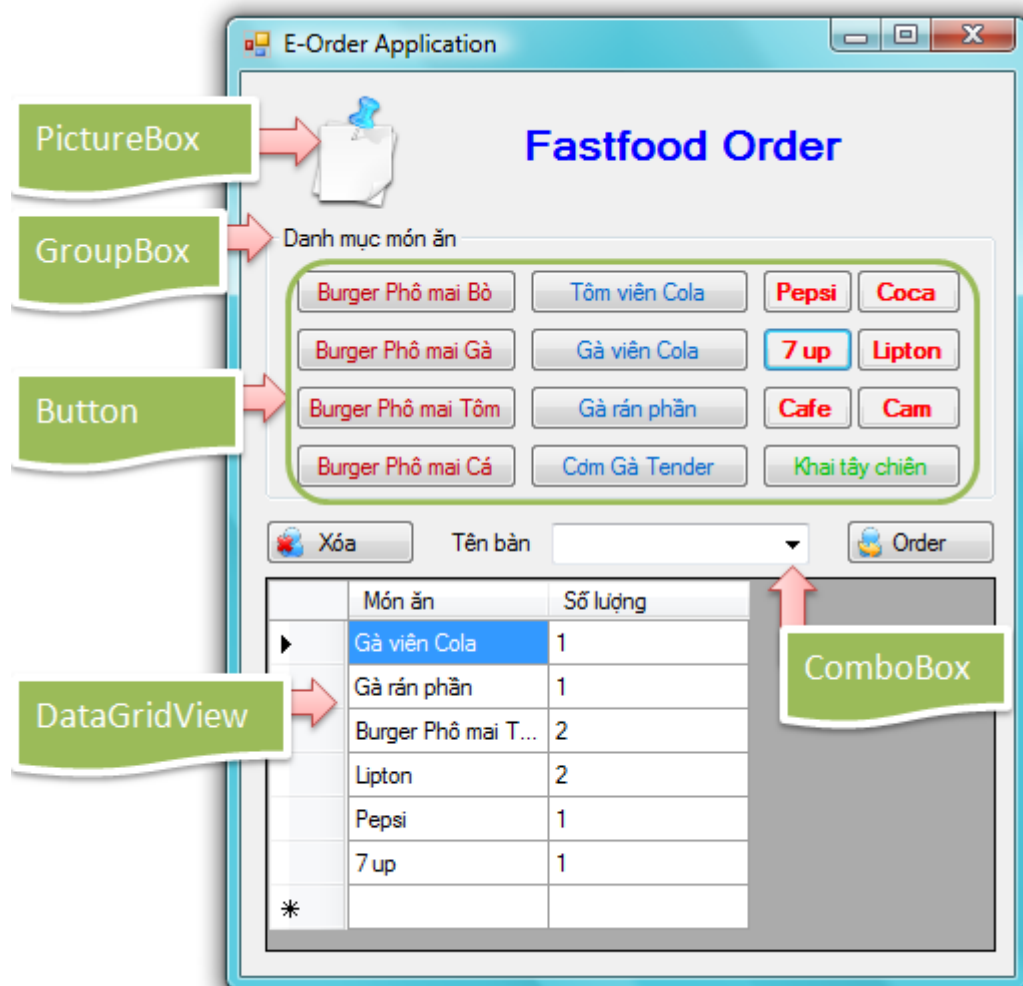 E-Order Application
PictureBox
Fastfood Order
GroupBox
Danh mục món ăn
Burger Phô mai Bò Tôm viên Cola Pepsi Coca
Burger Phô mai Gà Gà viên Cola 7 up Lipton
Button
Burger Phô mai Tôm Gà rán phần Cafe Cam
Burger Phô mai Cá Cơm Gà Tender Khai tây chiên
Xóa Tên bàn Order
Món ăn Số lượng
Gà viên Cola 1
ComboBox
Gà rán phần 1
DataGridView
Burger Phô mai T... 2
Lipton 2
Pepsi 1
7 up 1